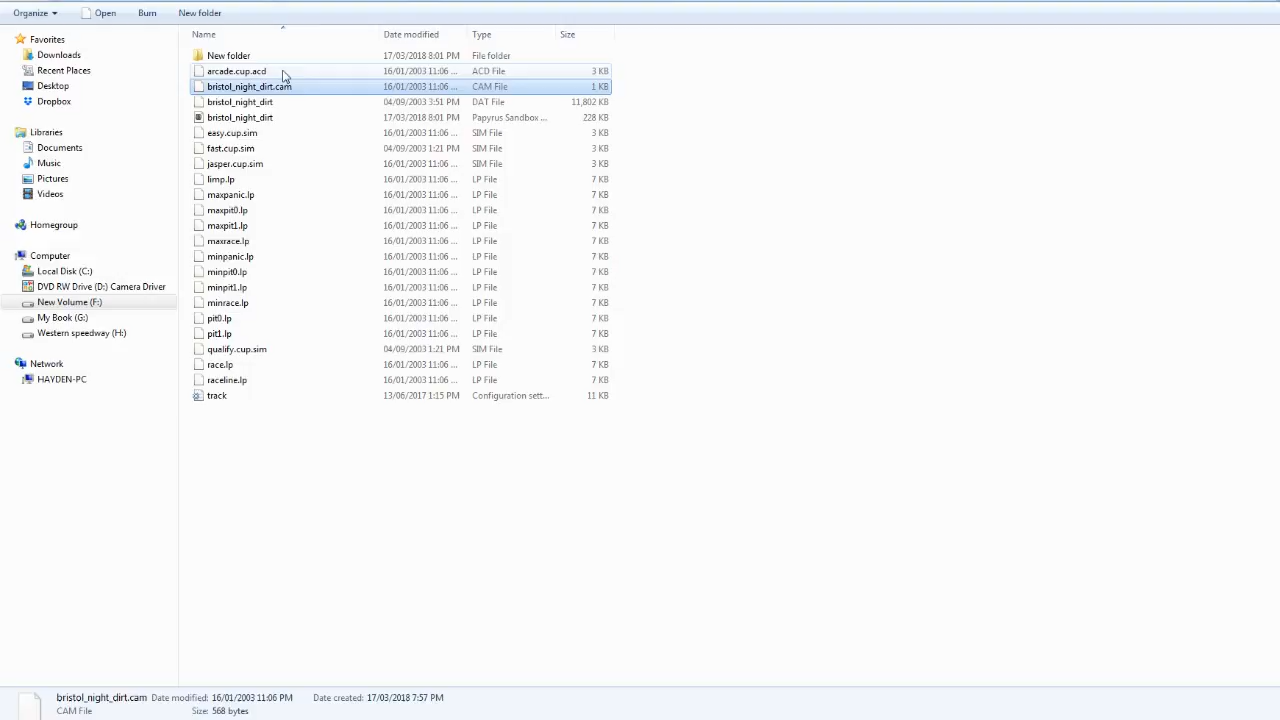 Organize Open Burn New folder
Name Date modified Type Size
Favorites
Downloads
Recent Places
Desktop
Dropbox
Libraries
Documents
Music
Pictures
Videos
Homegroup
Computer
Local Disk (C:)
DVD RW Drive (D:) Camera Driver
New Volume (F:)
My Book (G:)
Western speedway (H:)
Network
HAYDEN-PC
New folder 17/03/2018 8:01 PM File folder
arcade.cup.acd 16/01/2003 11:06 ... ACD File 3 KB
bristol_night_dirt.cam 16/01/2003 11:06 ... CAM File 1 KB
bristol_night_dirt 04/09/2003 3:51 PM DAT File 11,802 KB
bristol_night_dirt 17/03/2018 8:01 PM Papyrus Sandbox ... 228 KB
easy.cup.sim 16/01/2003 11:06 ... SIM File 3 KB
fast.cup.sim 04/09/2003 1:21 PM SIM File 3 KB
jasper.cup.sim 16/01/2003 11:06 ... SIM File 3 KB
limp.lp 16/01/2003 11:06 ... LP File 7 KB
maxpanic.lp 16/01/2003 11:06 ... LP File 7 KB
maxpit0.lp 16/01/2003 11:06 ... LP File 7 KB
maxpit1.lp 16/01/2003 11:06 ... LP File 7 KB
maxrace.lp 16/01/2003 11:06 ... LP File 7 KB
minpanic.lp 16/01/2003 11:06 ... LP File 7 KB
minpit0.lp 16/01/2003 11:06 ... LP File 7 KB
minpit1.lp 16/01/2003 11:06 ... LP File 7 KB
minrace.lp 16/01/2003 11:06 ... LP File 7 KB
pit0.lp 16/01/2003 11:06 ... LP File 7 KB
pit1.lp 16/01/2003 11:06 ... LP File 7 KB
qualify.cup.sim 04/09/2003 1:21 PM SIM File 3 KB
race.lp 16/01/2003 11:06 ... LP File 7 KB
raceline.lp 16/01/2003 11:06 ... LP File 7 KB
track 13/06/2017 1:15 PM Configuration sett... 11 KB
bristol_night_dirt.cam Date modified: 16/01/2003 11:06 PM Date created: 17/03/2018 7:57 PM
CAM File Size: 568 bytes